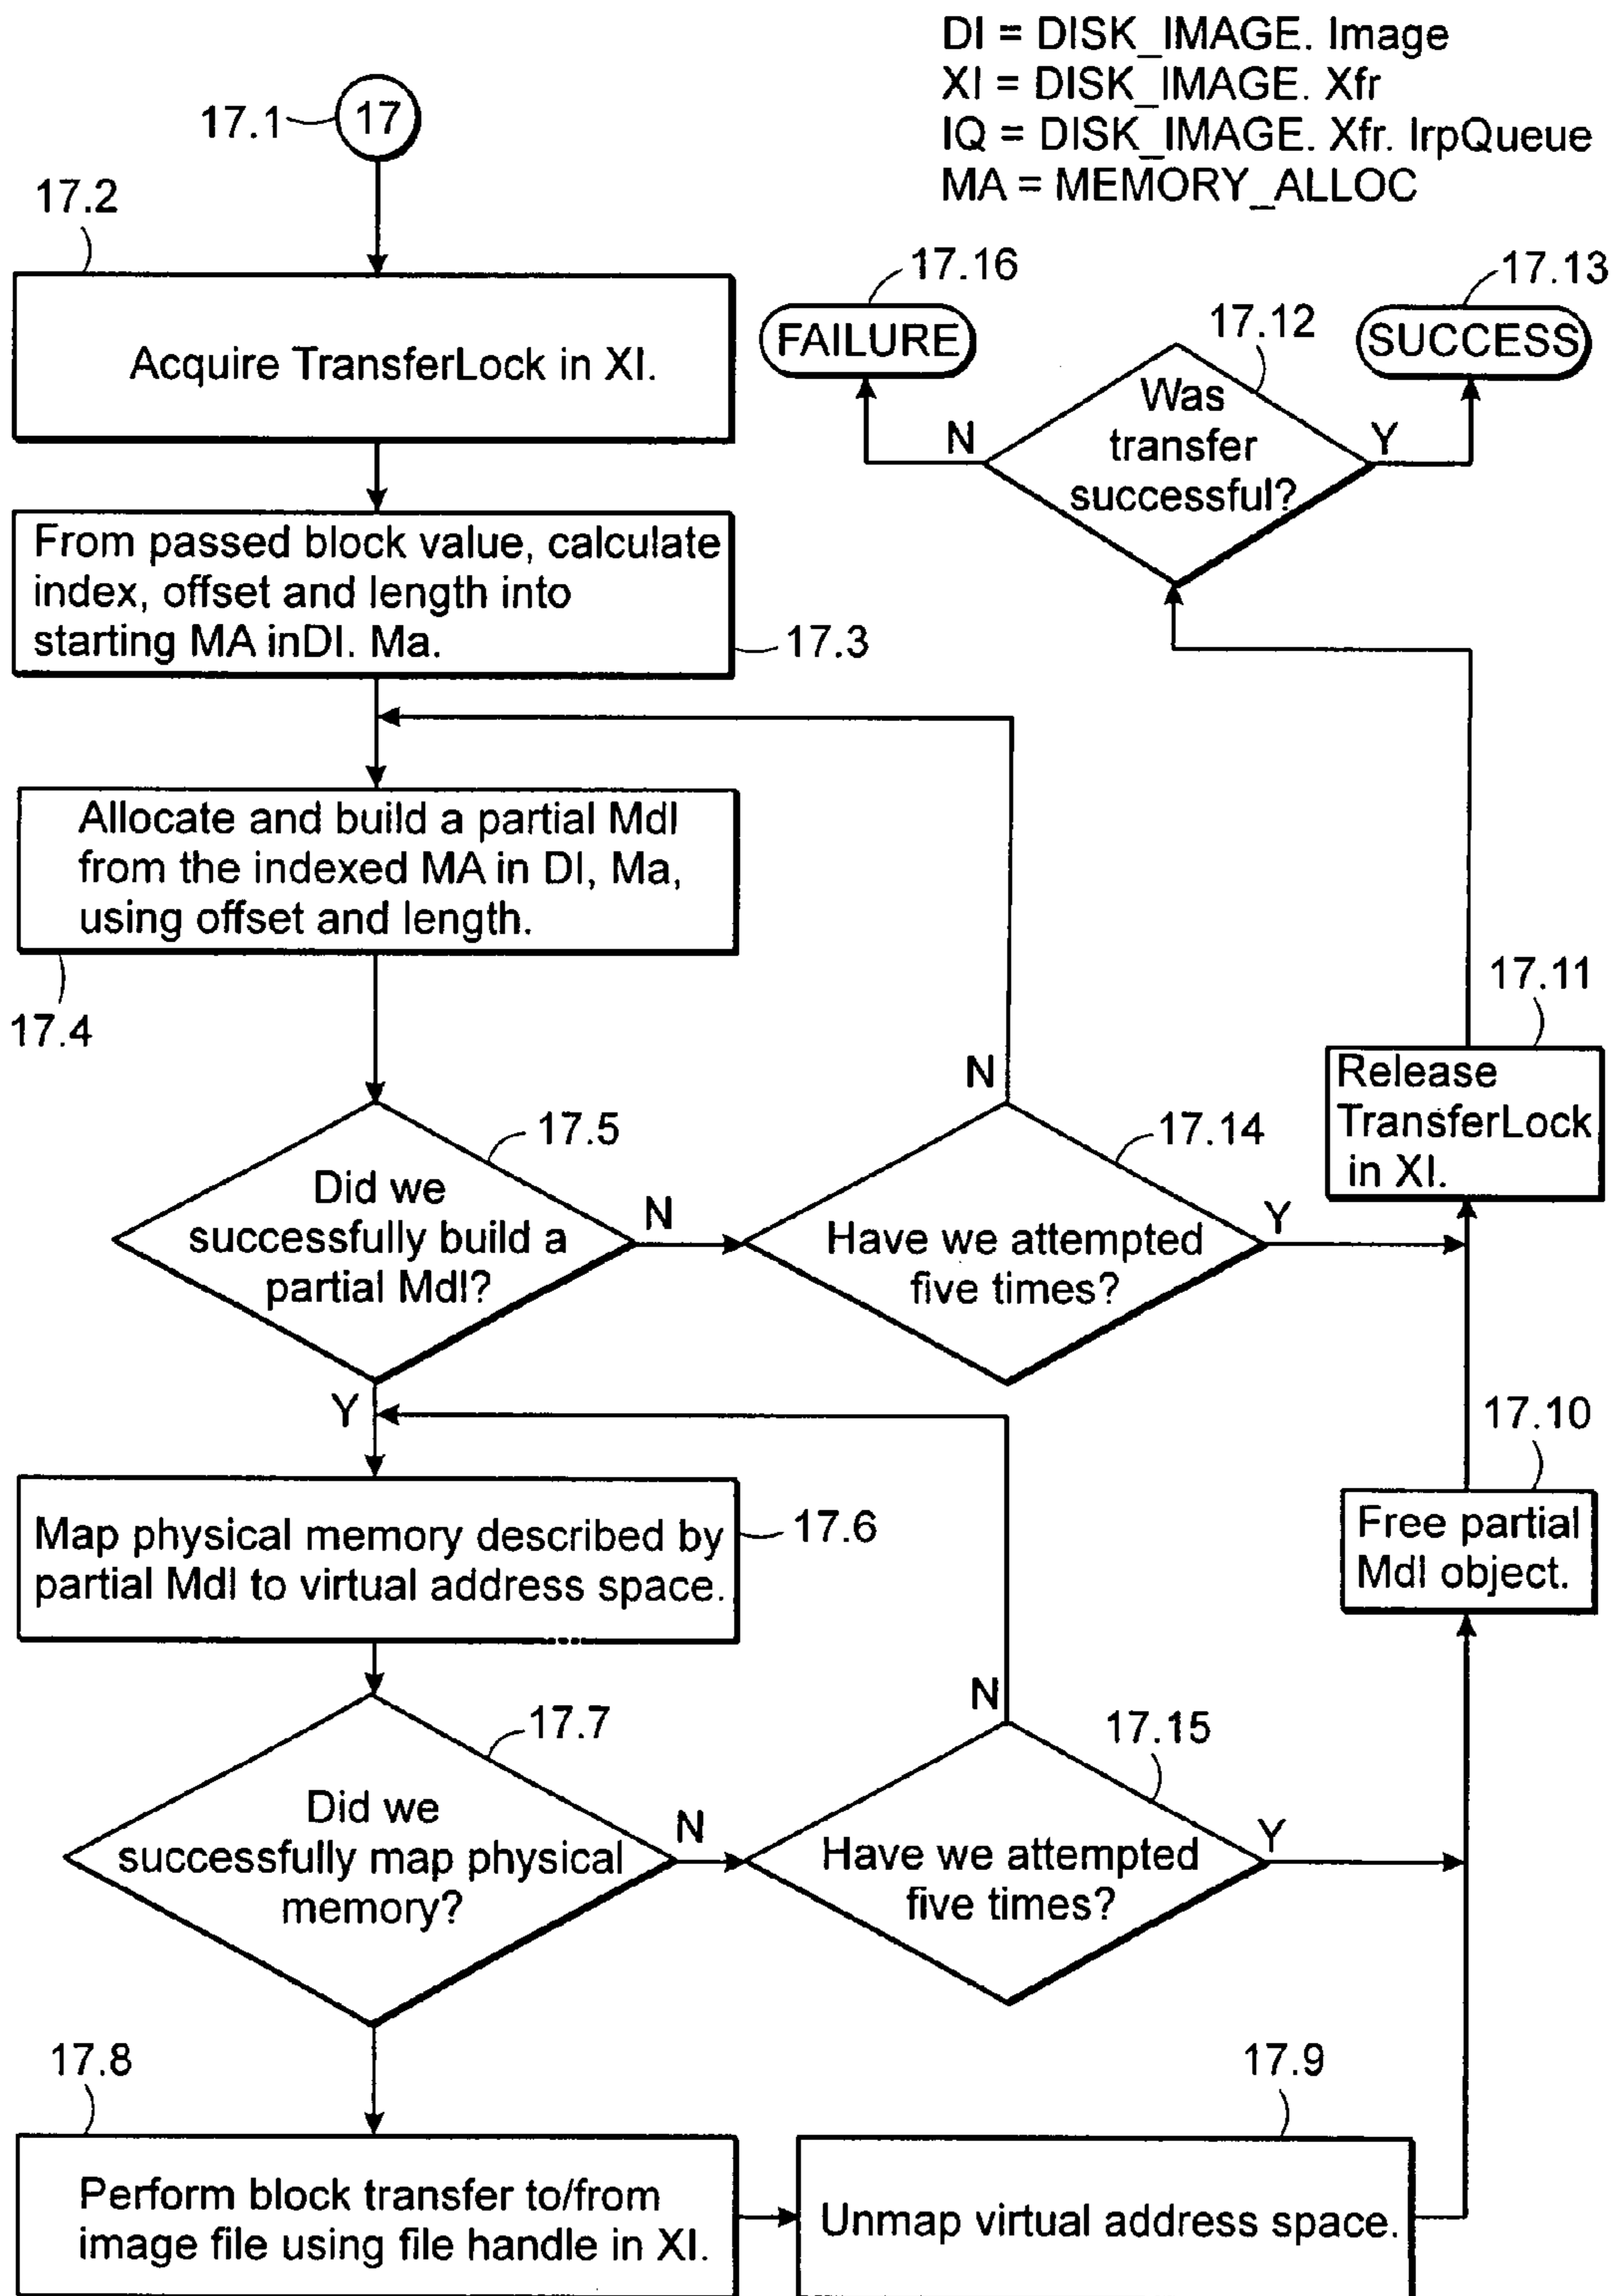 DI = DISK_IMAGE. Image
XI = DISK_IMAGE. Xfr
IQ = DISK_IMAGE. Xfr. IrpQueue
MA = MEMORY_ALLOC
17.1
17
17.2
Acquire TransferLock in XI.
17.16
FAILURE
17.13
SUCCESS
17.12
Was
transfer
successful?
N
Y
From passed block value, calculate
index, offset and length into
starting MA inDI. Ma.
17.3
Allocate and build a partial Mdl
from the indexed MA in DI, Ma,
using offset and length.
17.4
17.11
Release
TransferLock
in XI.
17.5
Did we
successfully build a
partial Mdl?
N
Y
17.14
Have we attempted
five times?
N
Y
17.10
Free partial
Mdl object.
Map physical memory described by
partial Mdl to virtual address space.
17.6
17.7
Did we
successfully map physical
memory?
N
17.15
Have we attempted
five times?
N
Y
17.8
Perform block transfer to/from
image file using file handle in XI.
17.9
Unmap virtual address space.